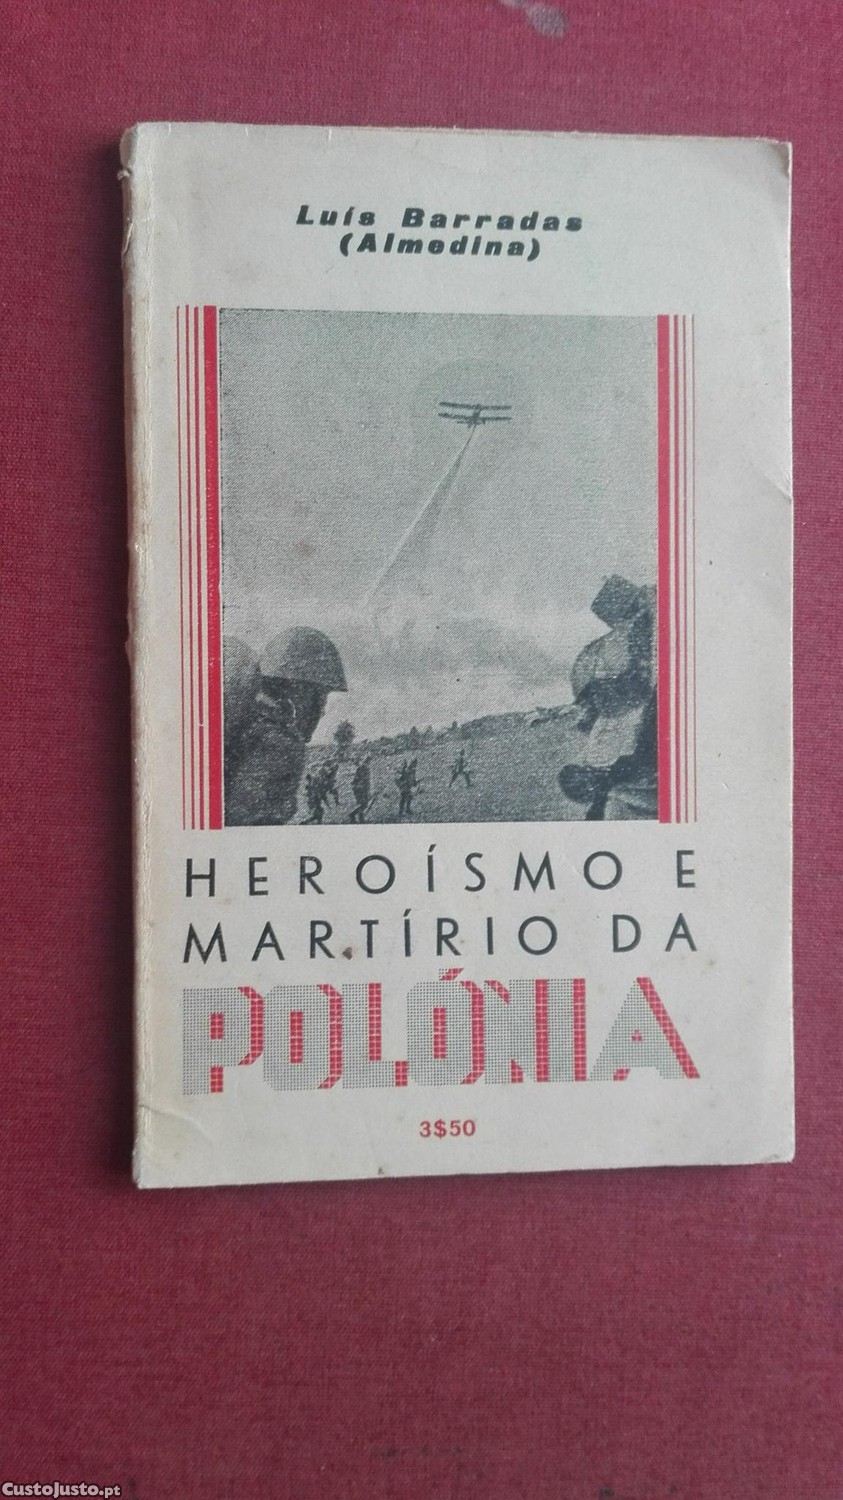 Luís Barradas
(Almedina)
HEROÍSMO E
MARTÍRIO DA
POLÓNIA
3$50
CustoJusto.pt